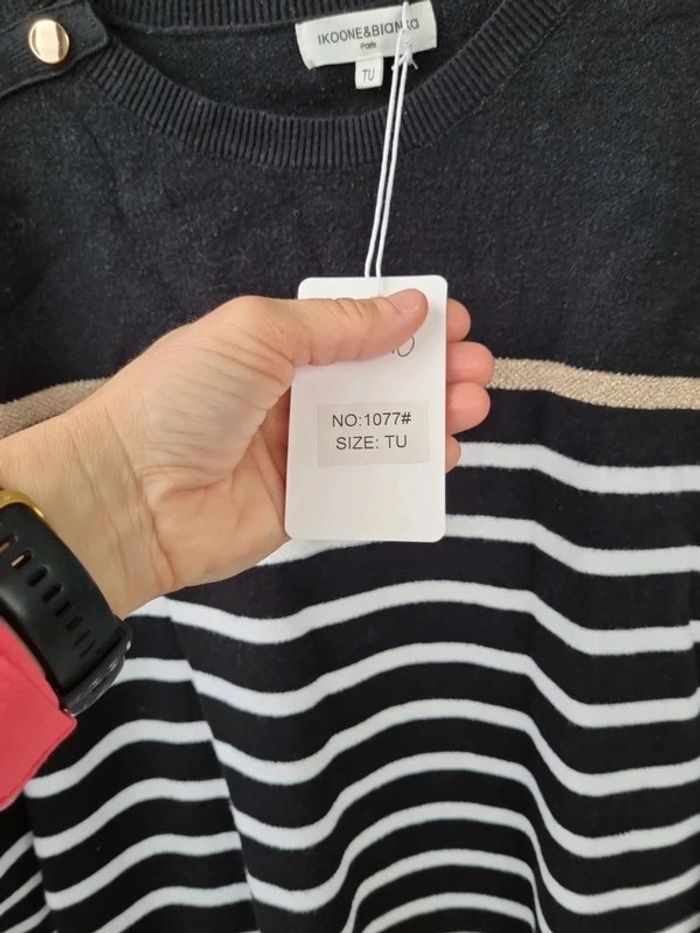 IKOONE&BIANKA
Paris
TU
NO:1077#
SIZE: TU